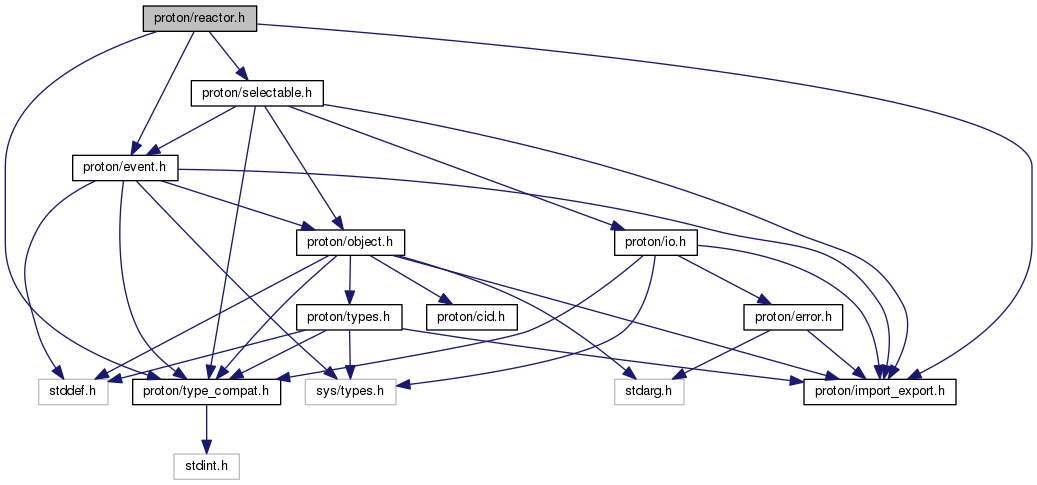 proton/reactor.h
proton/selectable.h
proton/event.h
proton/object.h
proton/io.h
proton/types.h
proton/cid.h
proton/error.h
stddef.h
proton/type_compat.h
sys/types.h
stdarg.h
proton/import_export.h
stdint.h